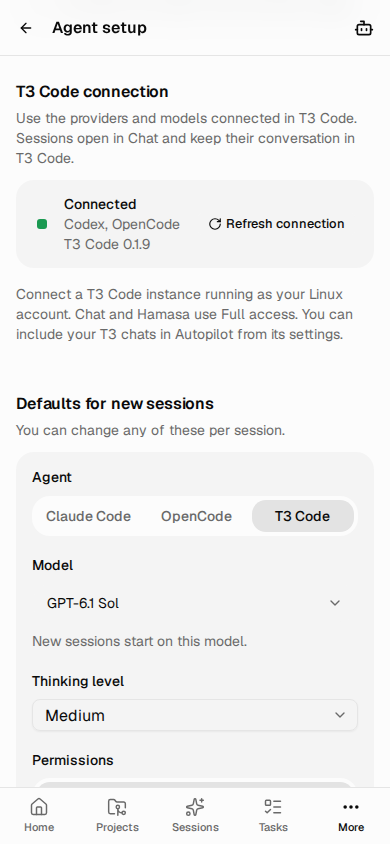 Agent setup
T3 Code connection
Use the providers and models connected in T3 Code.
Sessions open in Chat and keep their conversation in
T3 Code.
Connected
Codex, OpenCode
T3 Code 0.1.9
Refresh connection
Connect a T3 Code instance running as your Linux
account. Chat and Hamasa use Full access. You can
include your T3 chats in Autopilot from its settings.
Defaults for new sessions
You can change any of these per session.
Agent
Claude Code OpenCode T3 Code
Model
GPT-6.1 Sol
New sessions start on this model.
Thinking level
Medium
Permissions
Home Projects Sessions Tasks More